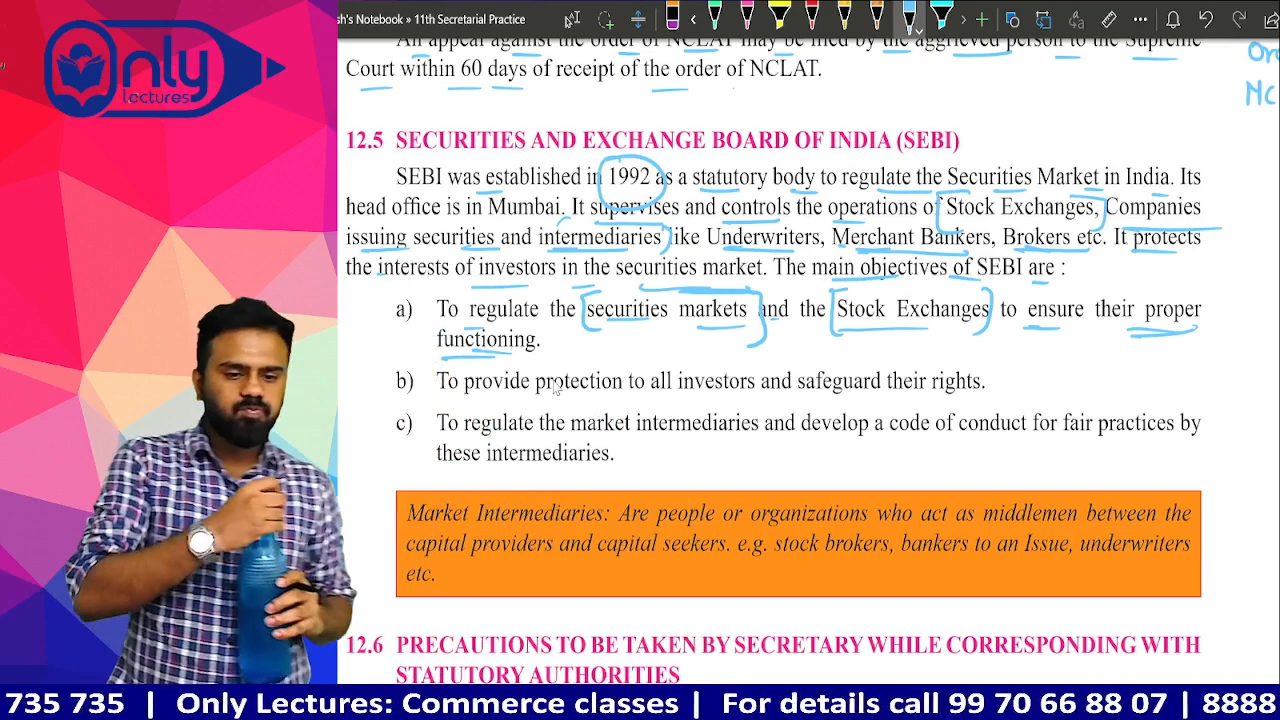 sh's Notebook » 11th Secretarial Practice
Only
lectures
An appeal against the order of NCLAT may be filed by the aggrieved person to the Supreme
Court within 60 days of receipt of the order of NCLAT.
12.5 SECURITIES AND EXCHANGE BOARD OF INDIA (SEBI)
SEBI was established in 1992 as a statutory body to regulate the Securities Market in India. Its
head office is in Mumbai. It supervises and controls the operations of Stock Exchanges, Companies
issuing securities and intermediaries like Underwriters, Merchant Bankers, Brokers etc. It protects
the interests of investors in the securities market. The main objectives of SEBI are :
a) To regulate the securities markets and the Stock Exchanges to ensure their proper
functioning.
b) To provide protection to all investors and safeguard their rights.
c) To regulate the market intermediaries and develop a code of conduct for fair practices by
these intermediaries.
Market Intermediaries: Are people or organizations who act as middlemen between the
capital providers and capital seekers. e.g. stock brokers, bankers to an Issue, underwriters
etc.
12.6 PRECAUTIONS TO BE TAKEN BY SECRETARY WHILE CORRESPONDING WITH
STATUTORY AUTHORITIES
735 735 | Only Lectures: Commerce classes | For details call 99 70 66 88 07 | 8888